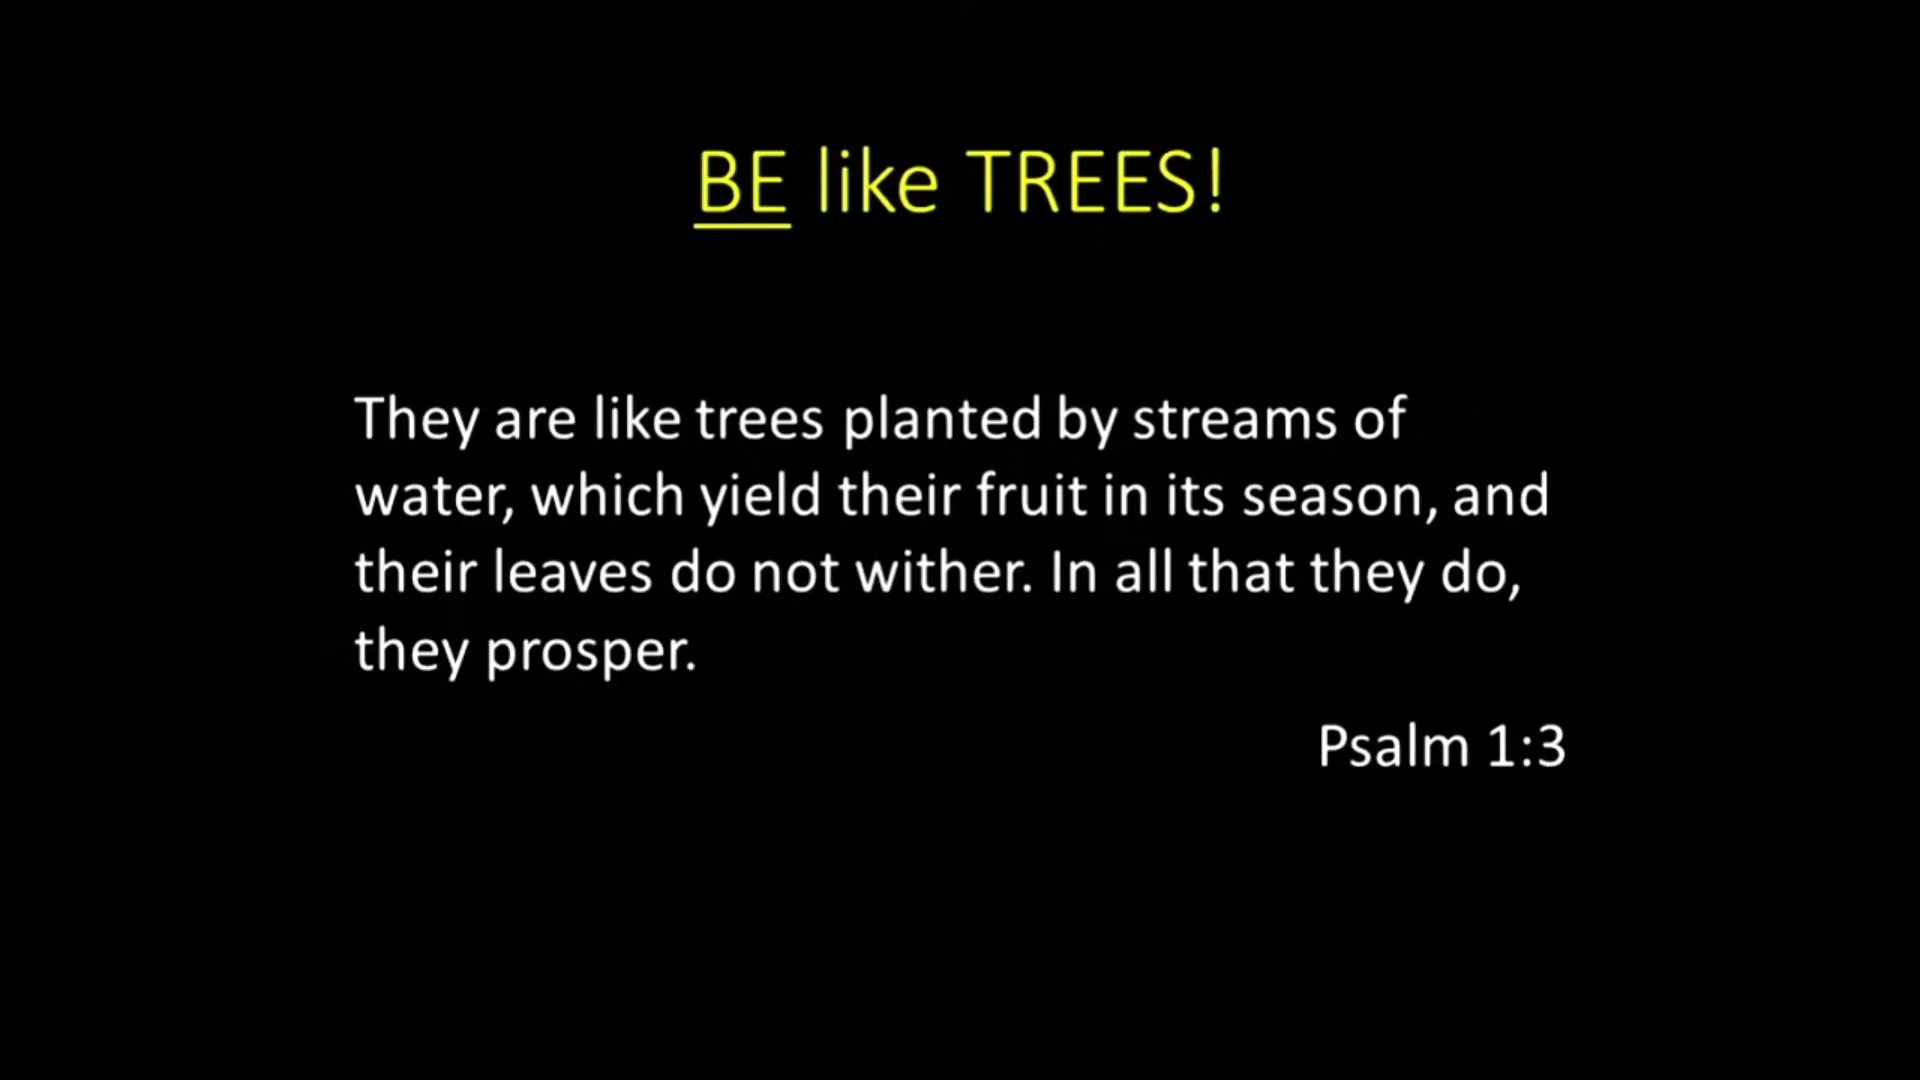 BE like TREES!
They are like trees planted by streams of
water, which yield their fruit in its season, and
their leaves do not wither. In all that they do,
they prosper.
Psalm 1:3